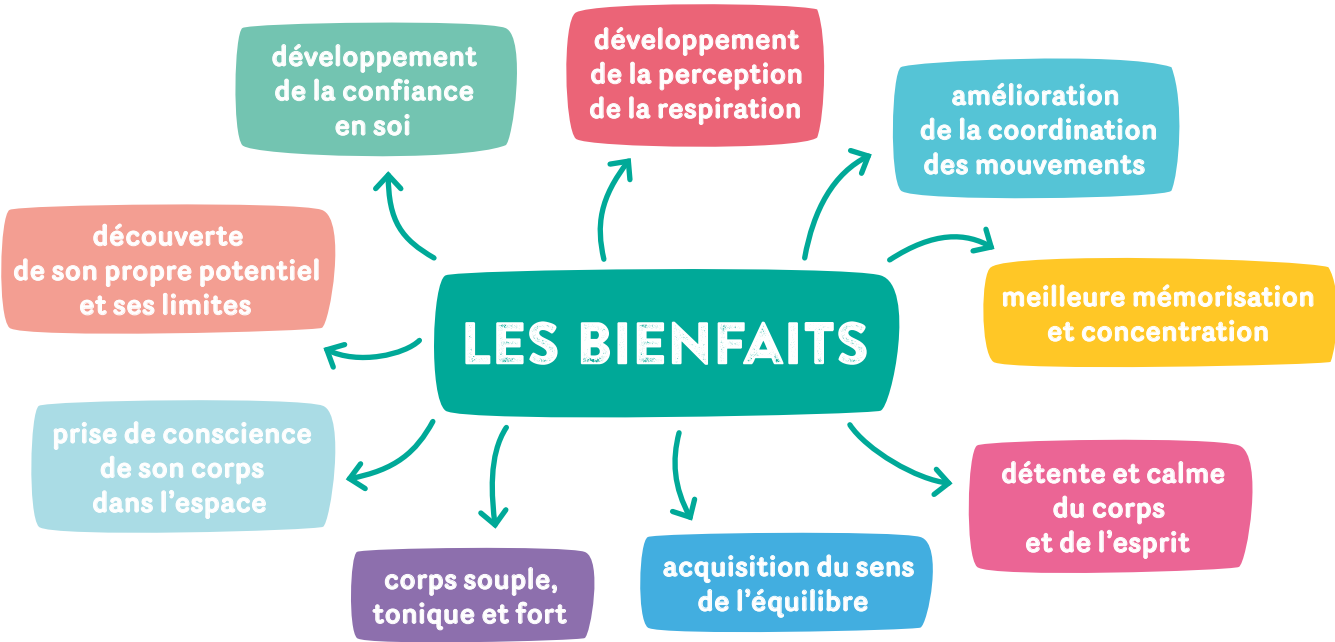 développement
de la confiance
en soi
développement
de la perception
de la respiration
amélioration
de la coordination
des mouvements
découverte
de son propre potentiel
et ses limites
LES BIENFAITS
meilleure mémorisation
et concentration
prise de conscience
de son corps
dans l'espace
détente et calme
du corps
et de l'esprit
corps souple,
tonique et fort
acquisition du sens
de l'équilibre